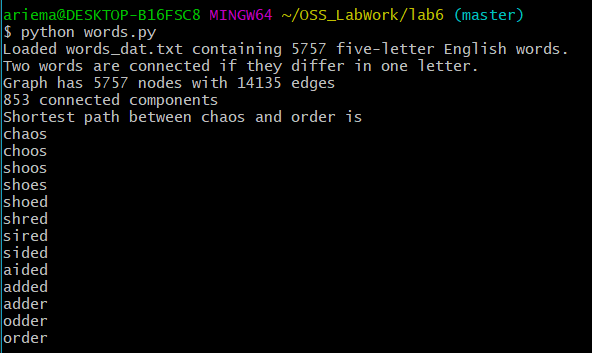 ariema@DESKTOP-B16FSC8 MINGW64 ~/OSS_LabWork/lab6 (master)
$ python words.py
Loaded words_dat.txt containing 5757 five-letter English words.
Two words are connected if they differ in one letter.
Graph has 5757 nodes with 14135 edges
853 connected components
Shortest path between chaos and order is
chaos
choos
shoos
shoes
shoed
shred
sired
sided
aided
added
adder
odder
order